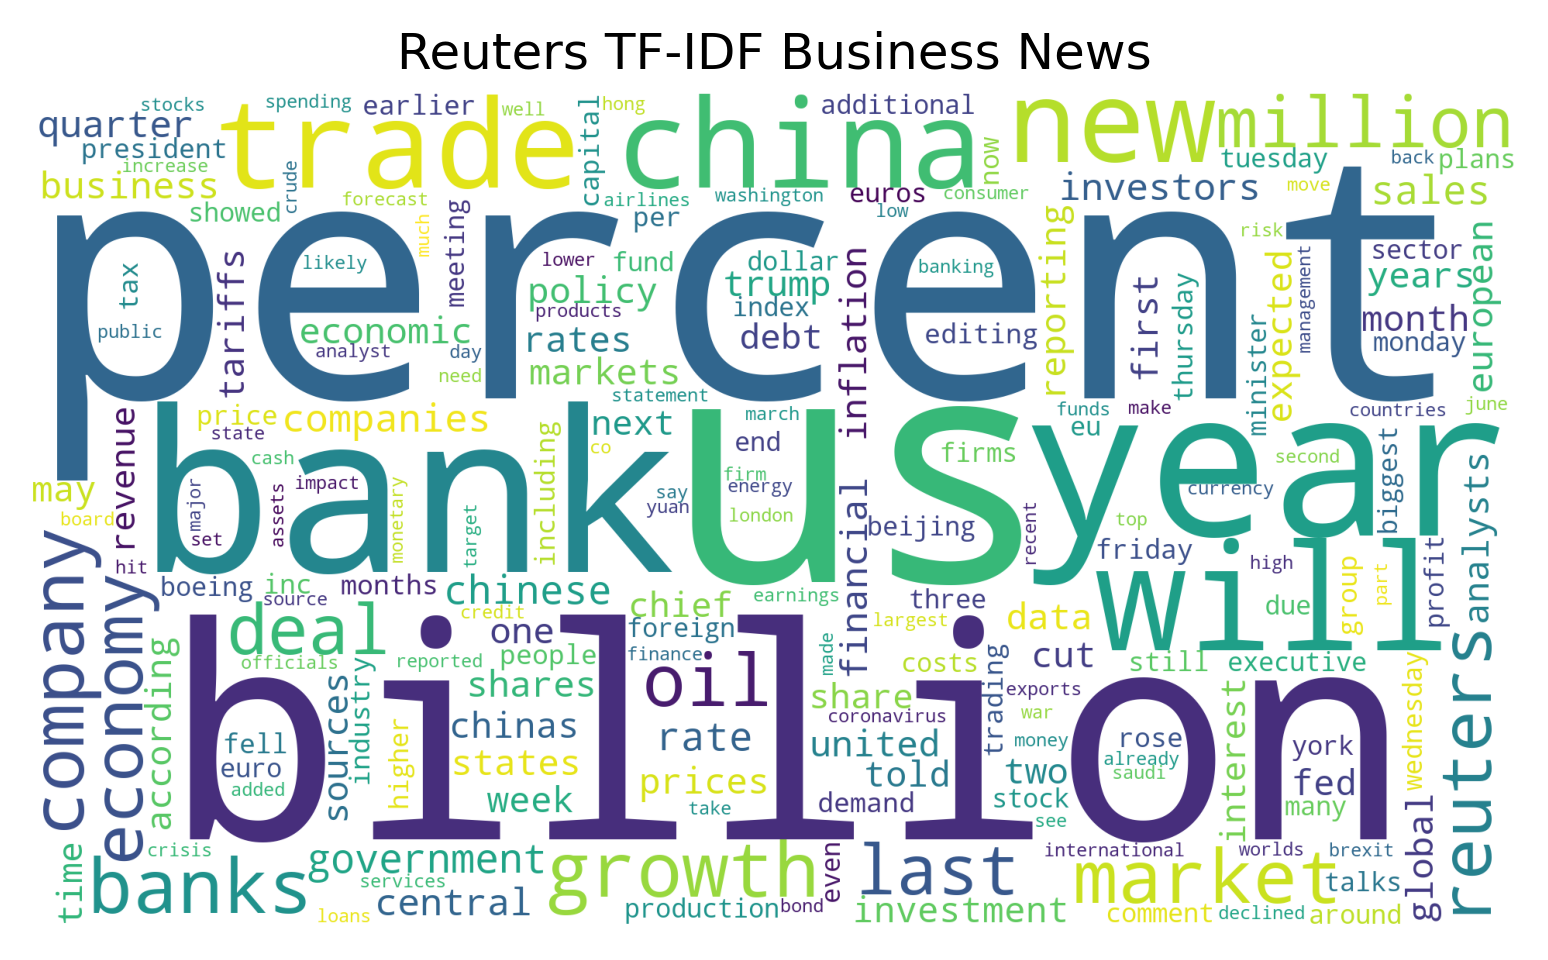 Reuters TF-IDF Business News
stocks
spending
earlier
well
capital
hong
additional
quarter
trade
china
new
million
president
increase
crude
now
tuesday
back
plans
business
showed
forecast
much
airlines
washington
euros
consumer
investors
move
sales
per
low
percent
tax
likely
meeting
lower
fund
dollar
banking
reporting
risk
sector
european
public
tariffs
policy
trump
inflation
first
thursday
management
years
products
index
economic
analyst
day
rates
debt
editing
minister
expected
month
monday
need
markets
statement
price
companies
next
march
funds
make
countries
june
revenue
state
bank
us
year
eu
end
firms
second
biggest
cash
including
co
firm
may
major
assets
impact
monetary
target
say
energy
currency
analysts
board
set
yuan
london
financial
beijing
recent
top
hit
friday
company
economy
boeing
inc
months
chinese
earnings
high
will
source
credit
chief
three
due
group
part
profit
deal
one
foreign
largest
data
reuters
according
officials
reported
people
finance
made
costs
cut
still
executive
industry
shares
oil
share
trading
exports
interest
wednesday
billion
sources
chinas
coronavirus
war
fell
higher
rate
united
money
rose
york
euro
states
already
added
week
prices
told
two
saudi
fed
take
demand
stock
many
see
time
crisis
government
growth
even
last
international
worlds
brexit
global
banks
services
market
talks
loans
central
production
bond
investment
comment
declined
around